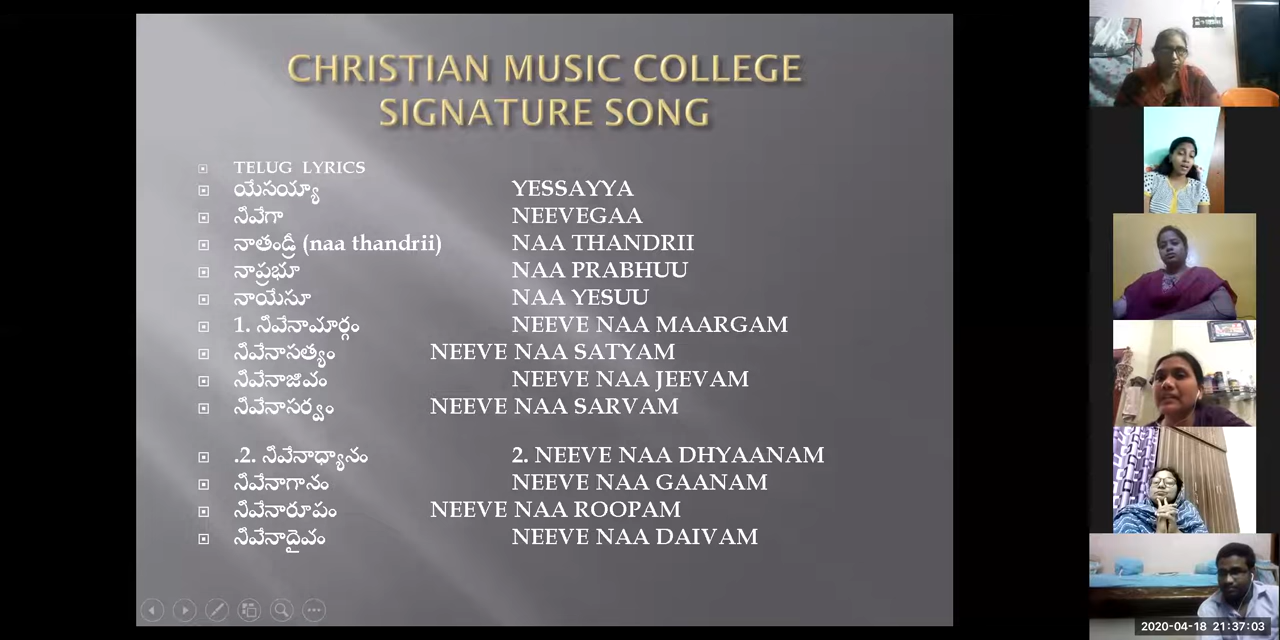 CHRISTIAN MUSIC COLLEGE
SIGNATURE SONG
TELUG LYRICS
యేసయ్యా YESSAYYA
నీవేగా NEEVEGAA
నాతండ్రీ (naa thandrii) NAA THANDRII
నాప్రభూ NAA PRABHUU
నాయేసూ NAA YESUU
1. నీవేనామార్గం NEEVE NAA MAARGAM
నీవేనాసత్యం NEEVE NAA SATYAM
నీవేనాజీవం NEEVE NAA JEEVAM
నీవేనాసర్వం NEEVE NAA SARVAM
.2. నీవేనాధ్యానం 2. NEEVE NAA DHYAANAM
నీవేనాగానం NEEVE NAA GAANAM
నీవేనారూపం NEEVE NAA ROOPAM
నీవేనాదైవం NEEVE NAA DAIVAM
2020-04-18 21:37:03